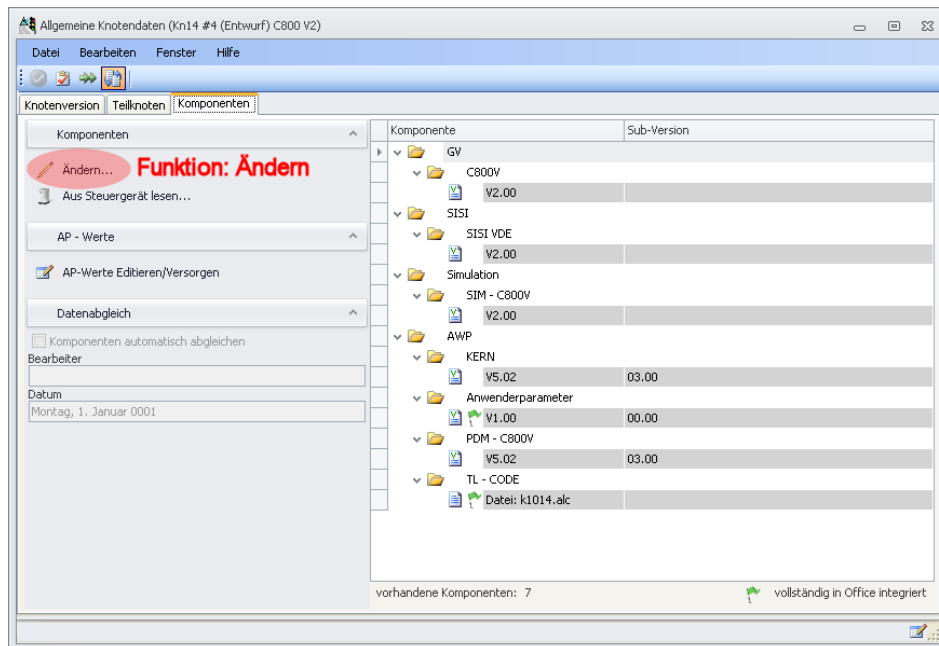 Allgemeine Knotendaten (Kn14 #4 (Entwurf) C800 V2)
Datei Bearbeiten Fenster Hilfe
Knotenversion Teilknoten Komponenten
Komponenten
Ändern...
Funktion: Ändern
Aus Steuergerät lesen...
AP - Werte
AP-Werte Editieren/Versorgen
Datenabgleich
Komponenten automatisch abgleichen
Bearbeiter
Datum
Montag, 1. Januar 0001
Komponente Sub-Version
GV
C800V
V2.00
SISI
SISI VDE
V2.00
Simulation
SIM - C800V
V2.00
AWP
KERN
V5.02 03.00
Anwenderparameter
V1.00 00.00
PDM - C800V
V5.02 03.00
TL - CODE
Datei: k1014.alc
vorhandene Komponenten: 7 vollständig in Office integriert